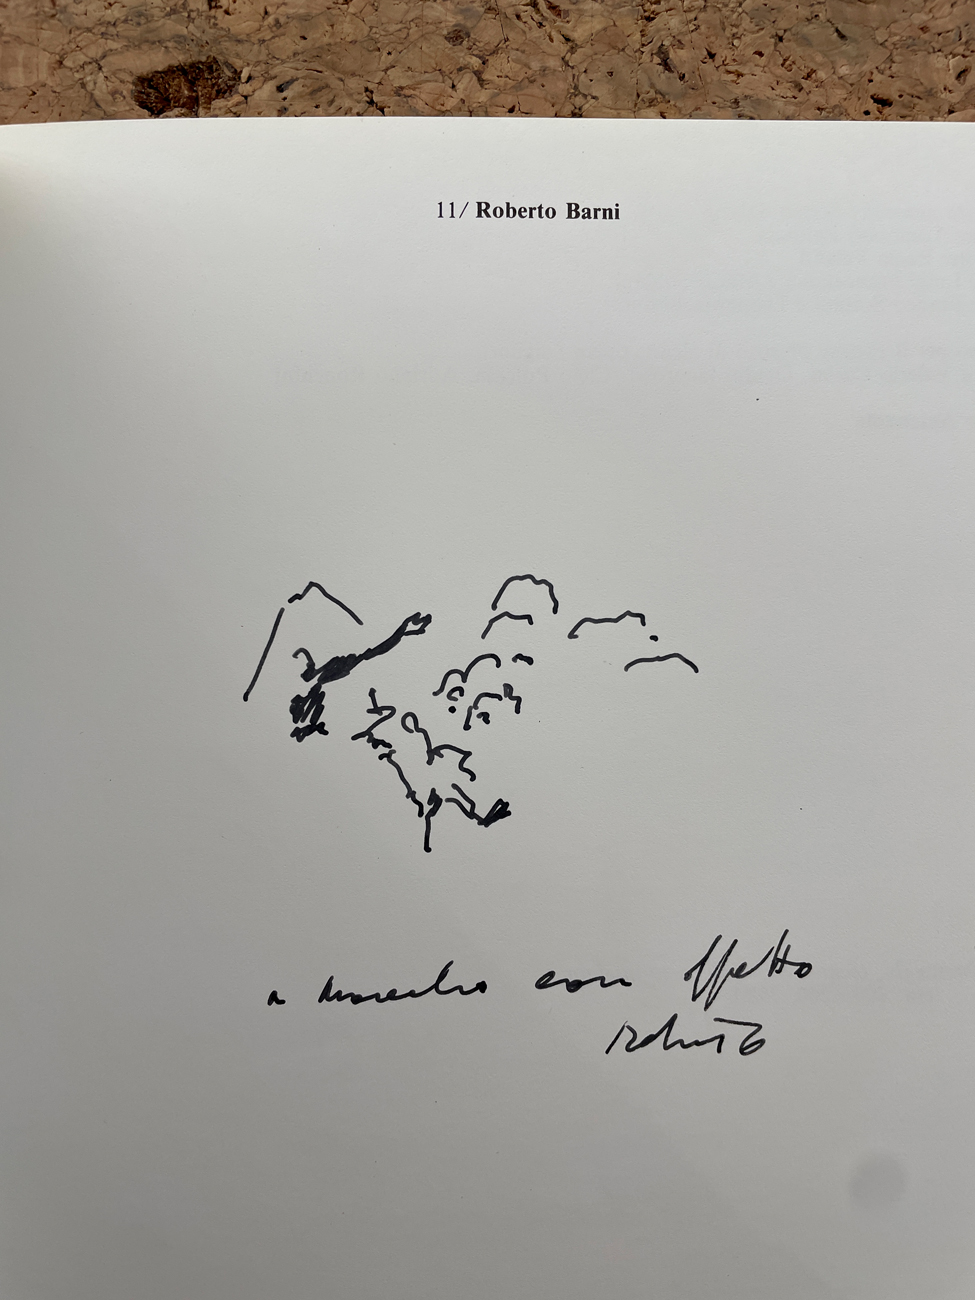 11/ Roberto Barni
a con affetto
Roberto